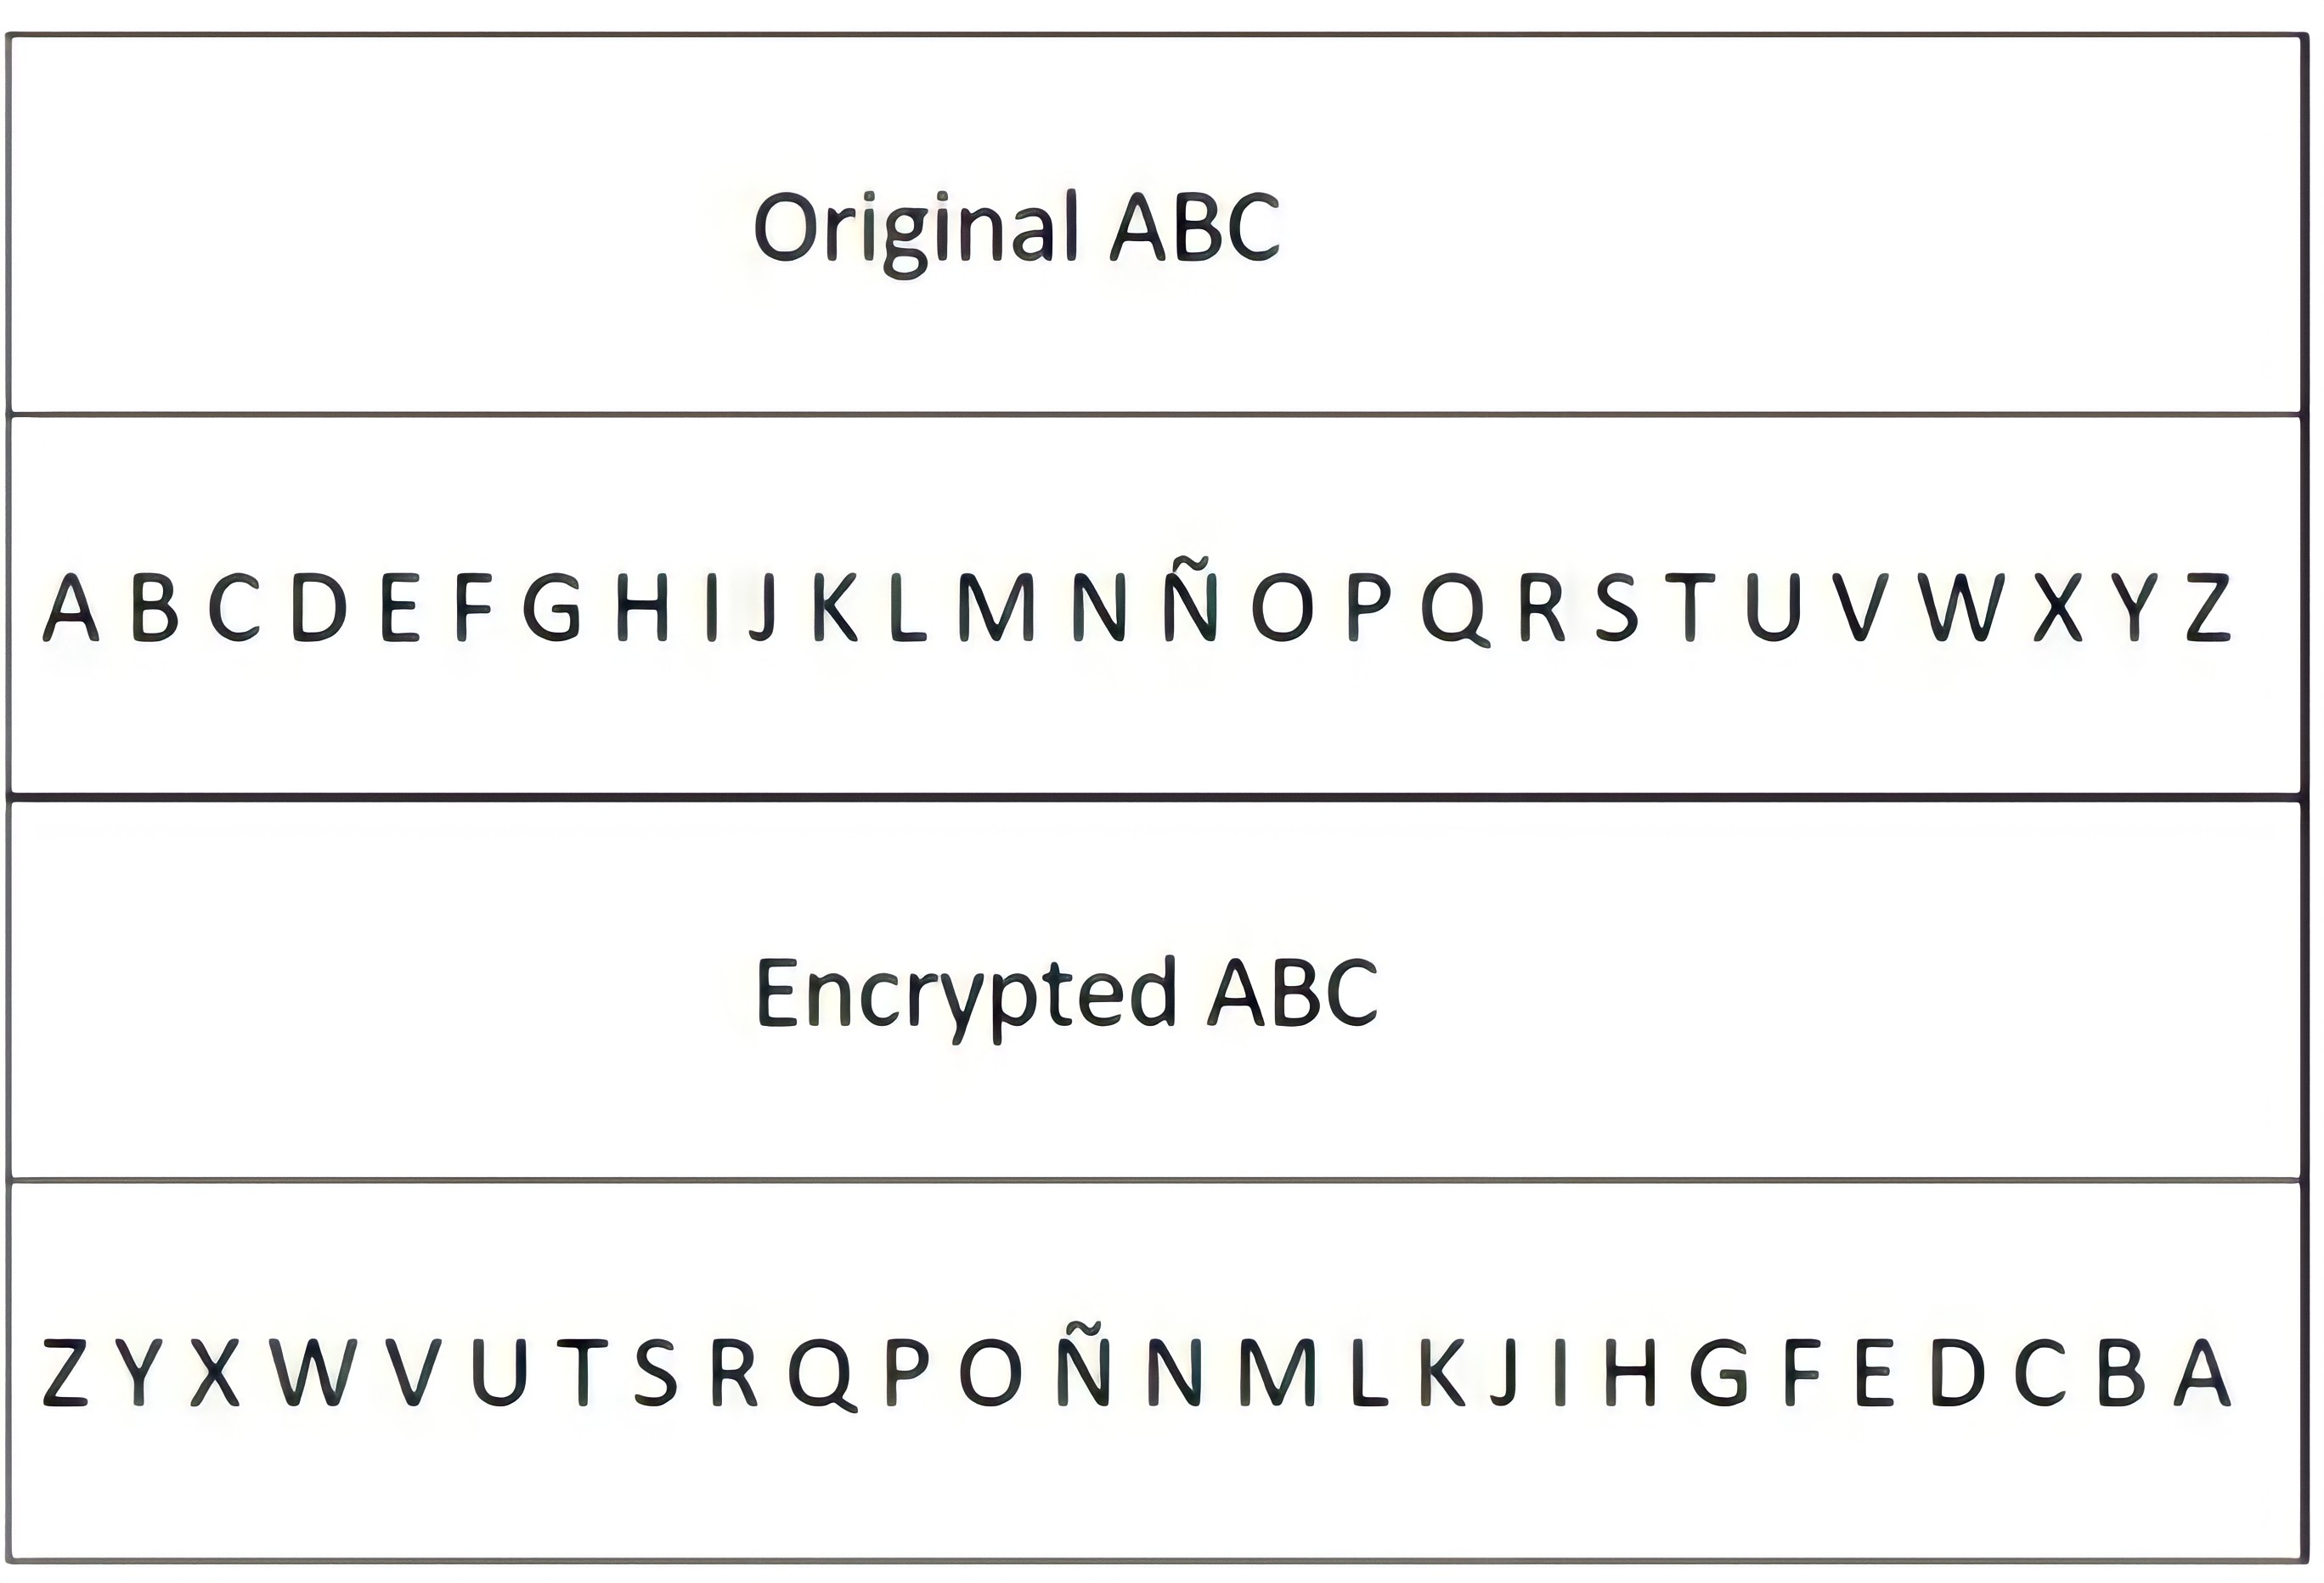 Original ABC
A B C D E F G H I J K L M N Ñ O P Q R S T U V W X Y Z
Encrypted ABC
Z Y X W V U T S R Q P O Ñ N M L K J I H G F E D C B A